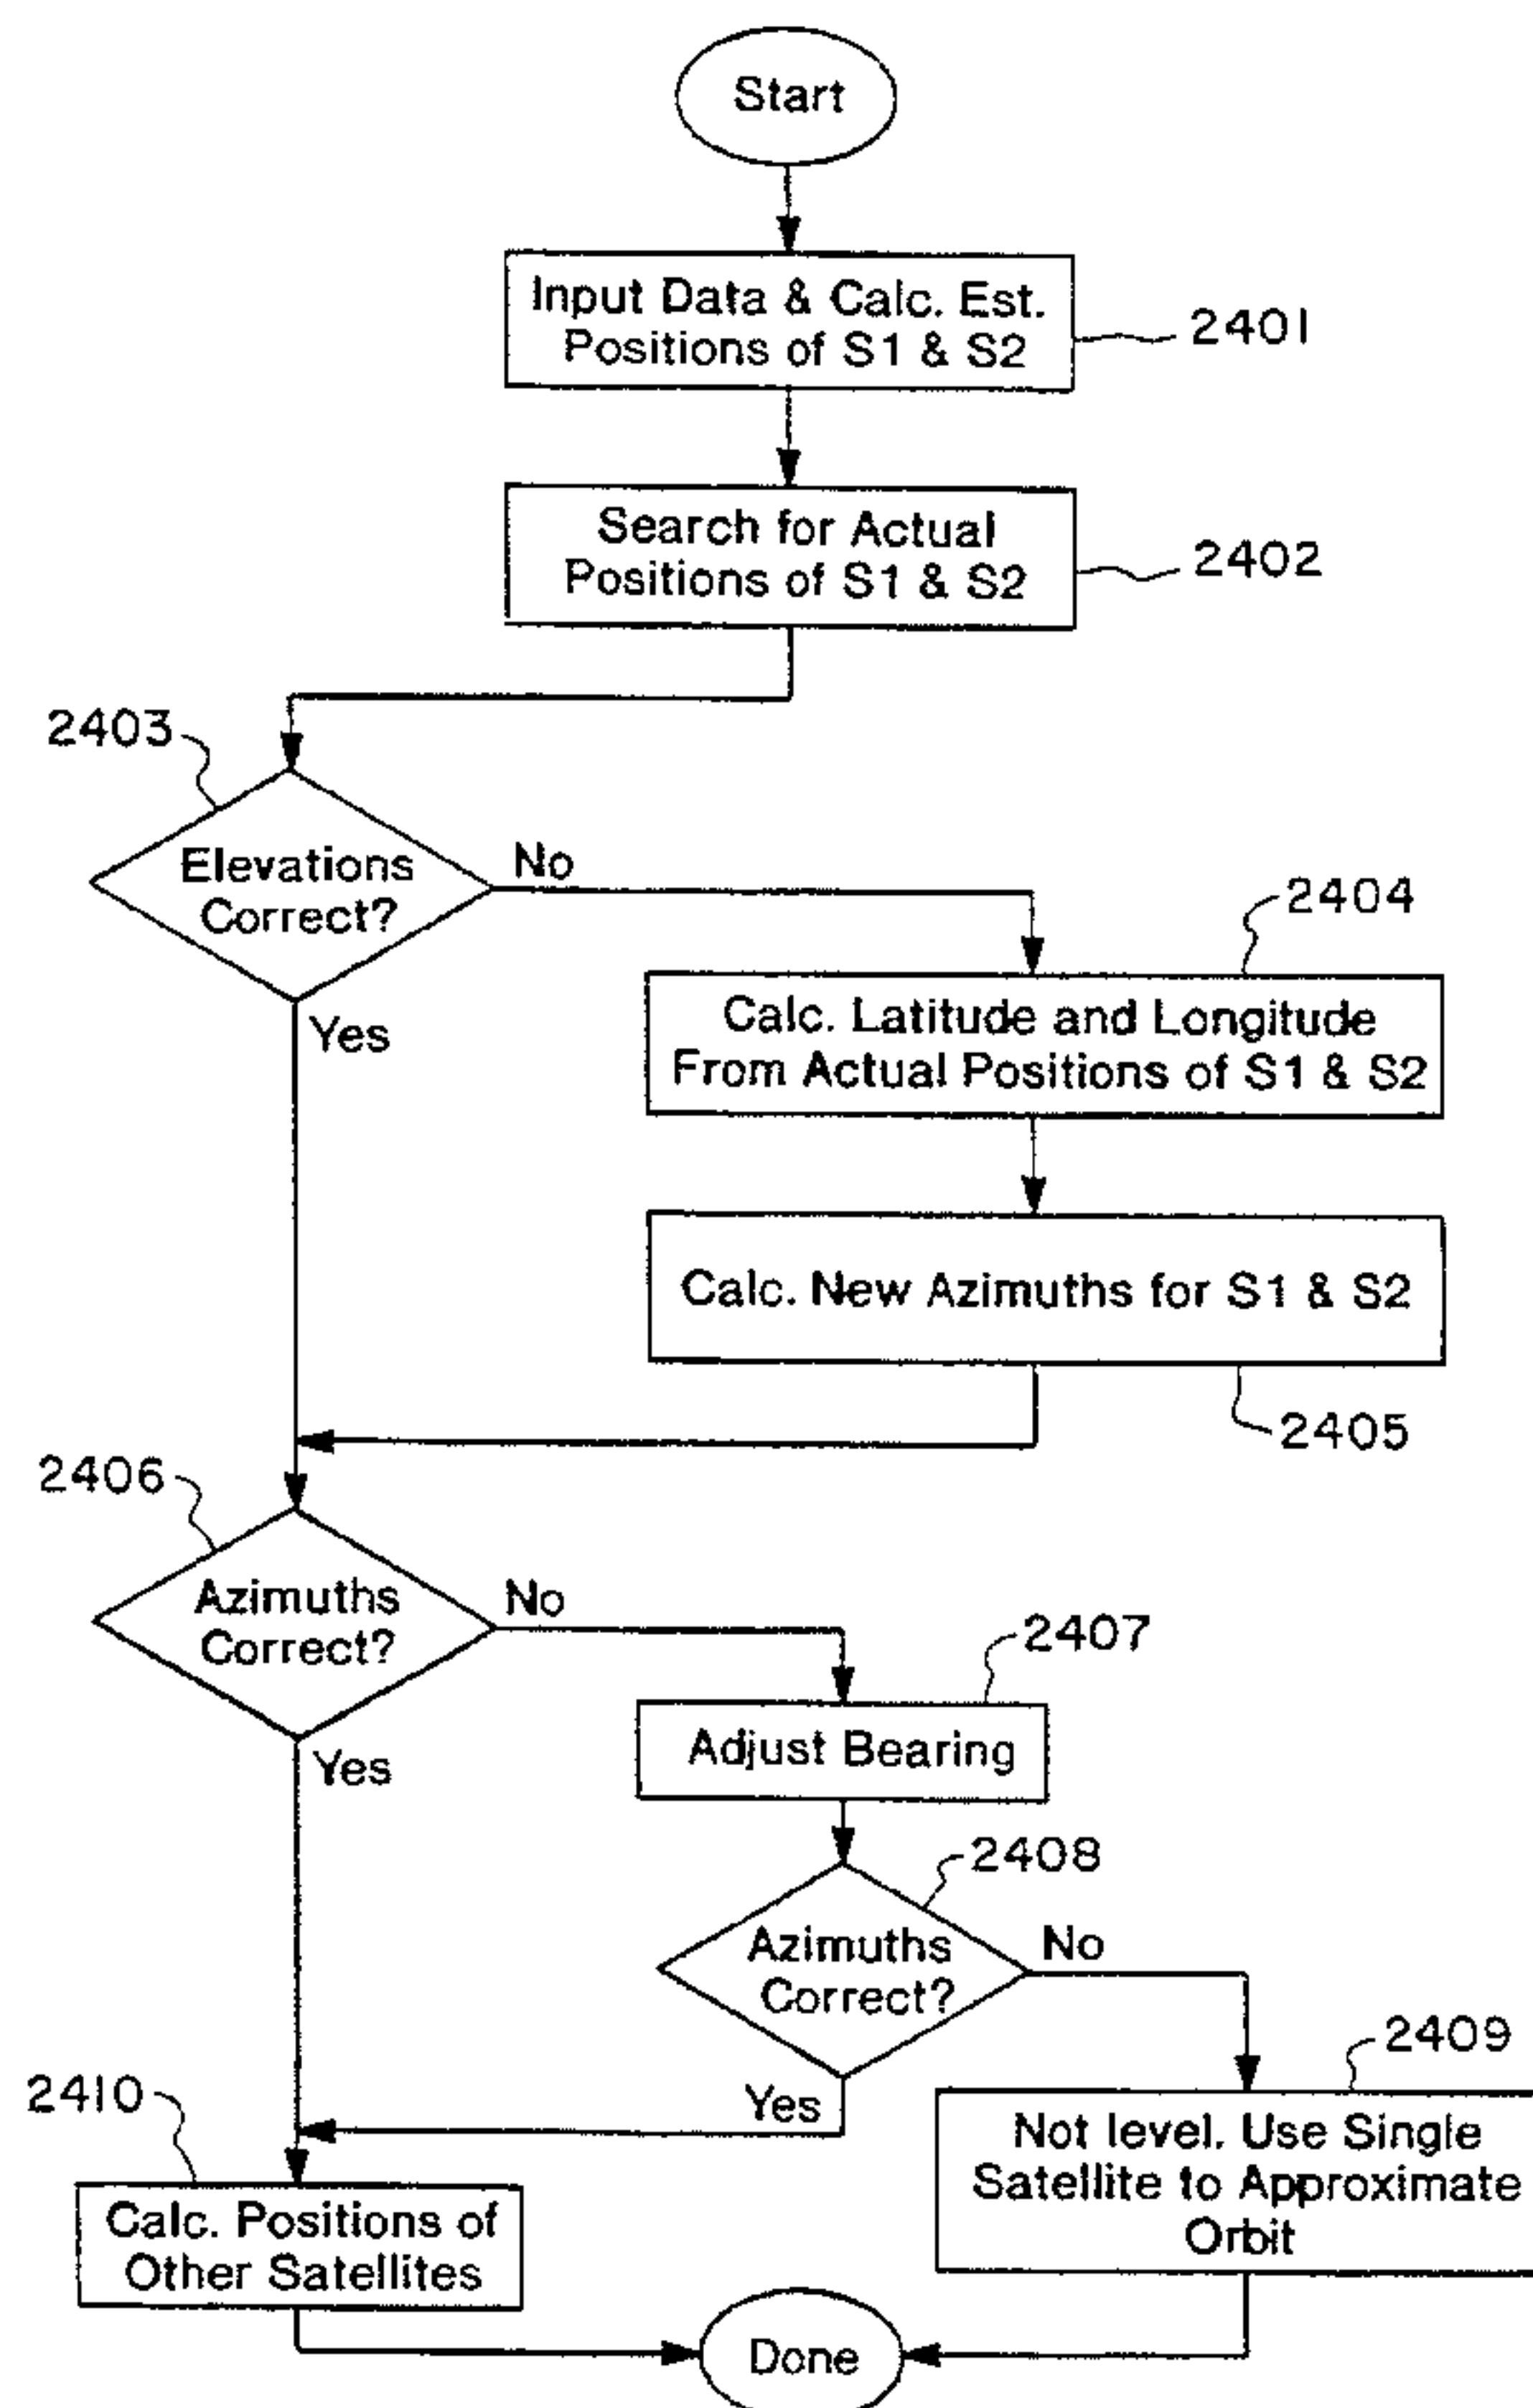 Start
Input Data & Calc. Est.
Positions of S1 & S2
2401
Search for Actual
Positions of S1 & S2
2402
2403
Elevations
Correct?
No
Yes
2404
Calc. Latitude and Longitude
From Actual Positions of S1 & S2
Calc. New Azimuths for S1 & S2
2405
2406
Azimuths
Correct?
No
Yes
2407
Adjust Bearing
2408
Azimuths
Correct?
No
Yes
2409
Not level. Use Single
Satellite to Approximate
Orbit
2410
Calc. Positions of
Other Satellites
Done